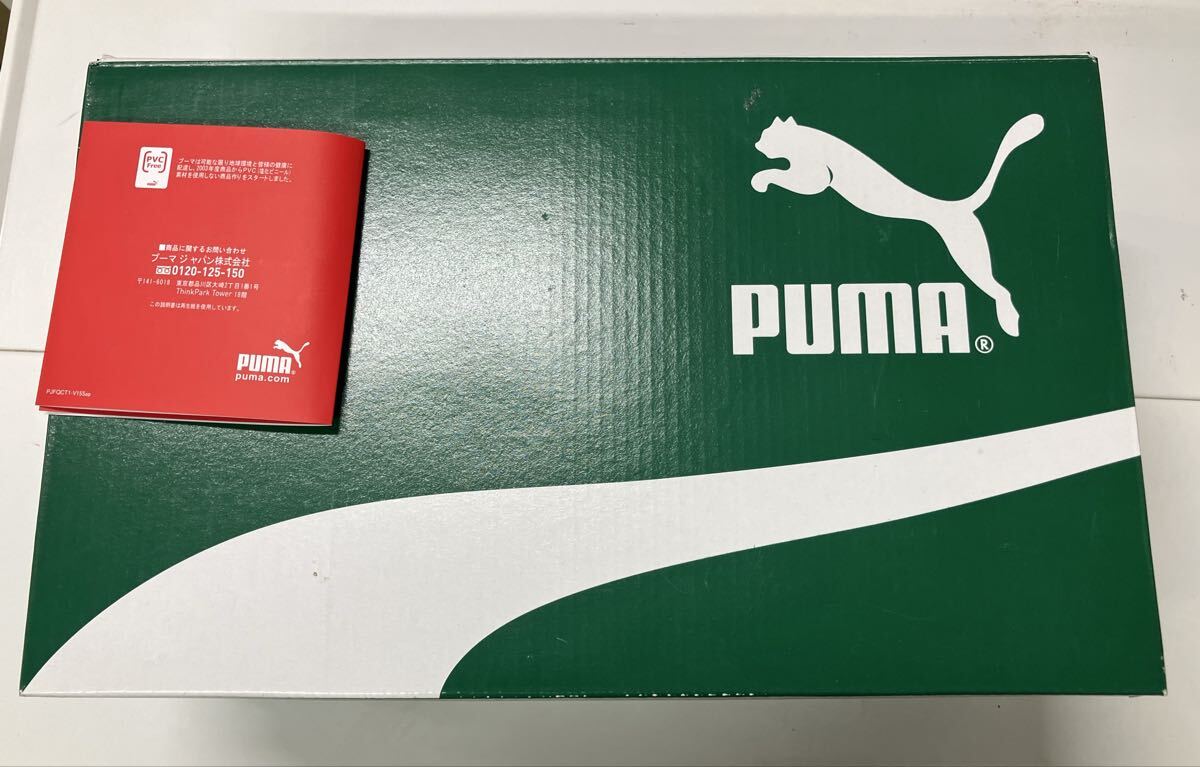 PVC
Free
プーマは可能な限り地球環境と皆様の健康に
配慮し、2003年度商品からPVC(塩化ビニール)
素材を使用しない商品作りをスタートしました。
■商品に関するお問い合わせ
プーマ ジャパン株式会社
0120-125-150
〒141-6018 東京都品川区大崎2丁目1番1号
ThinkPark Tower 18階
この説明書は再生紙を使用しています。
PUMA®
puma.com
PJFQCT1-V15Sep
PUMA®